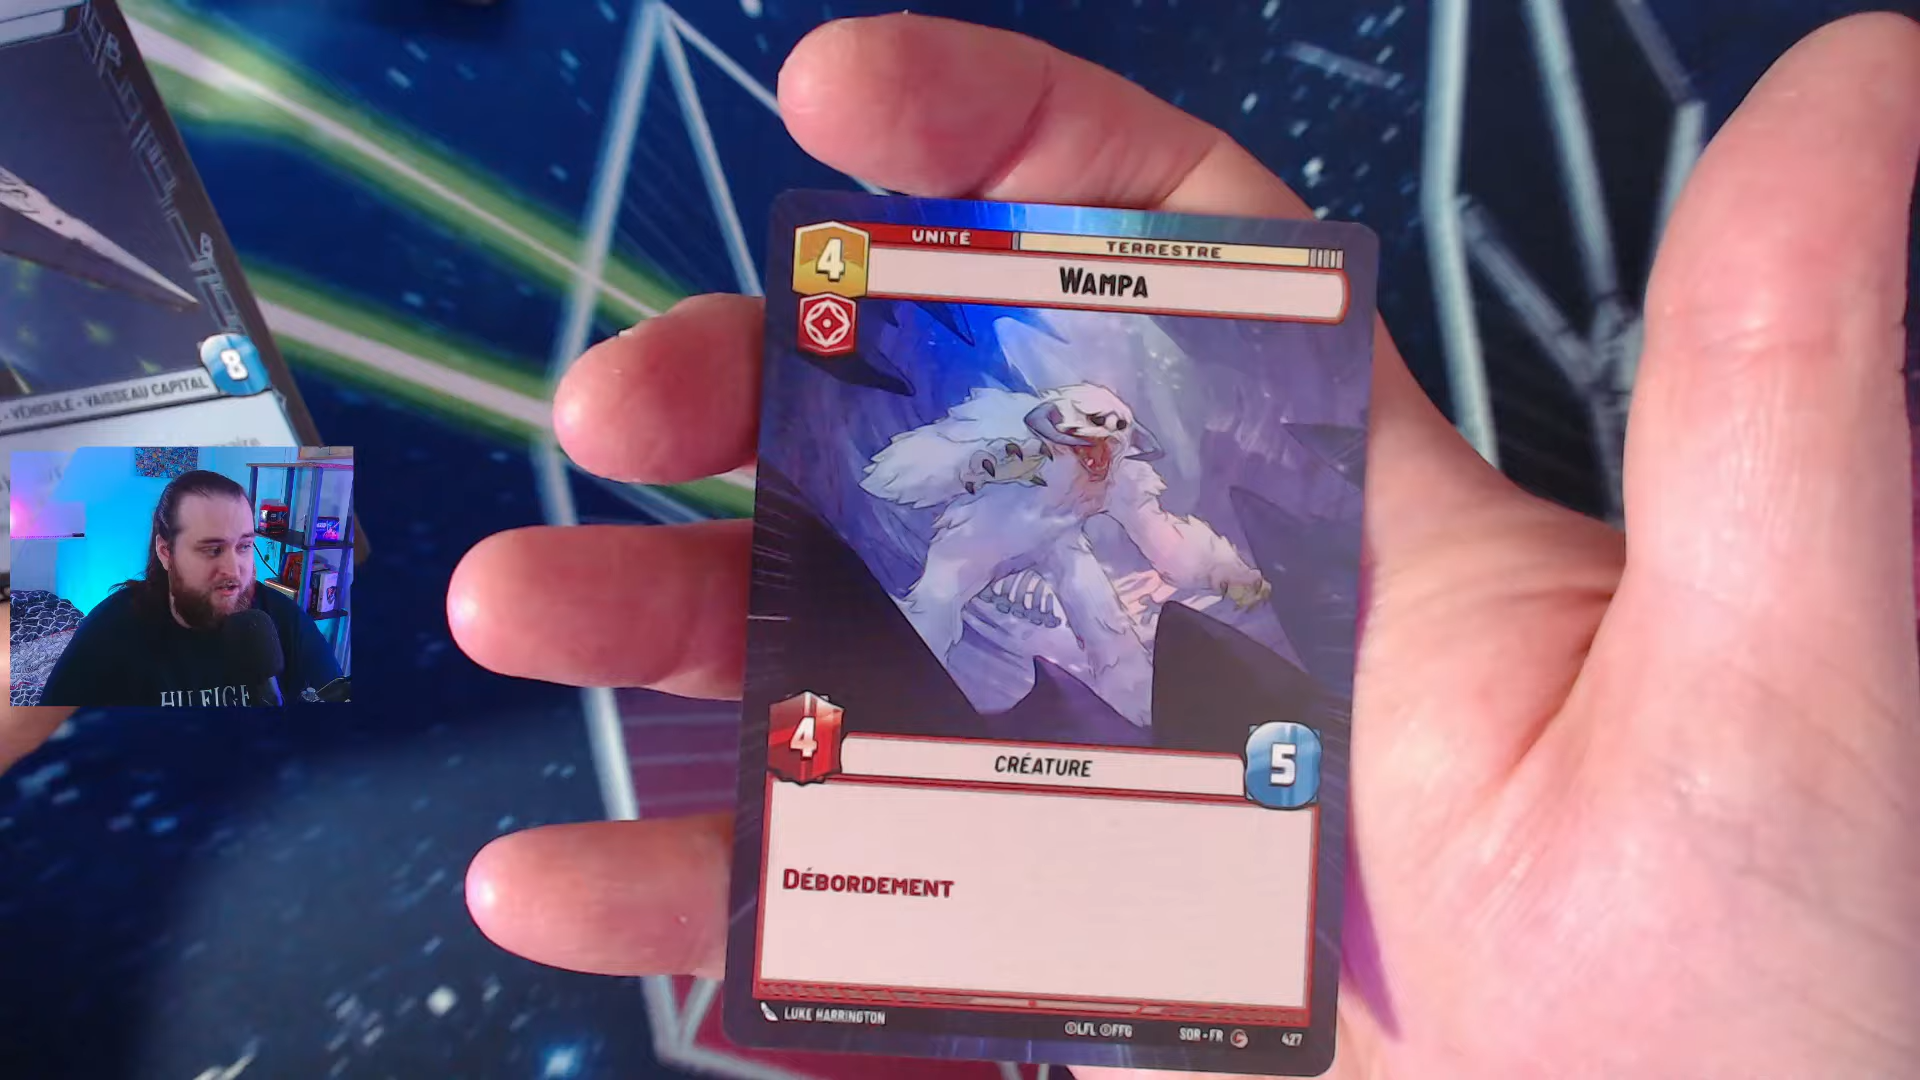 UNITÉ
TERRESTRE
4
WAMPA
8
- VÉHICULE - VAISSEAU CAPITAL
4
CRÉATURE
5
DÉBORDEMENT
LUKE HARRINGTON
©LFL ©FFG
SOR - FR C 427